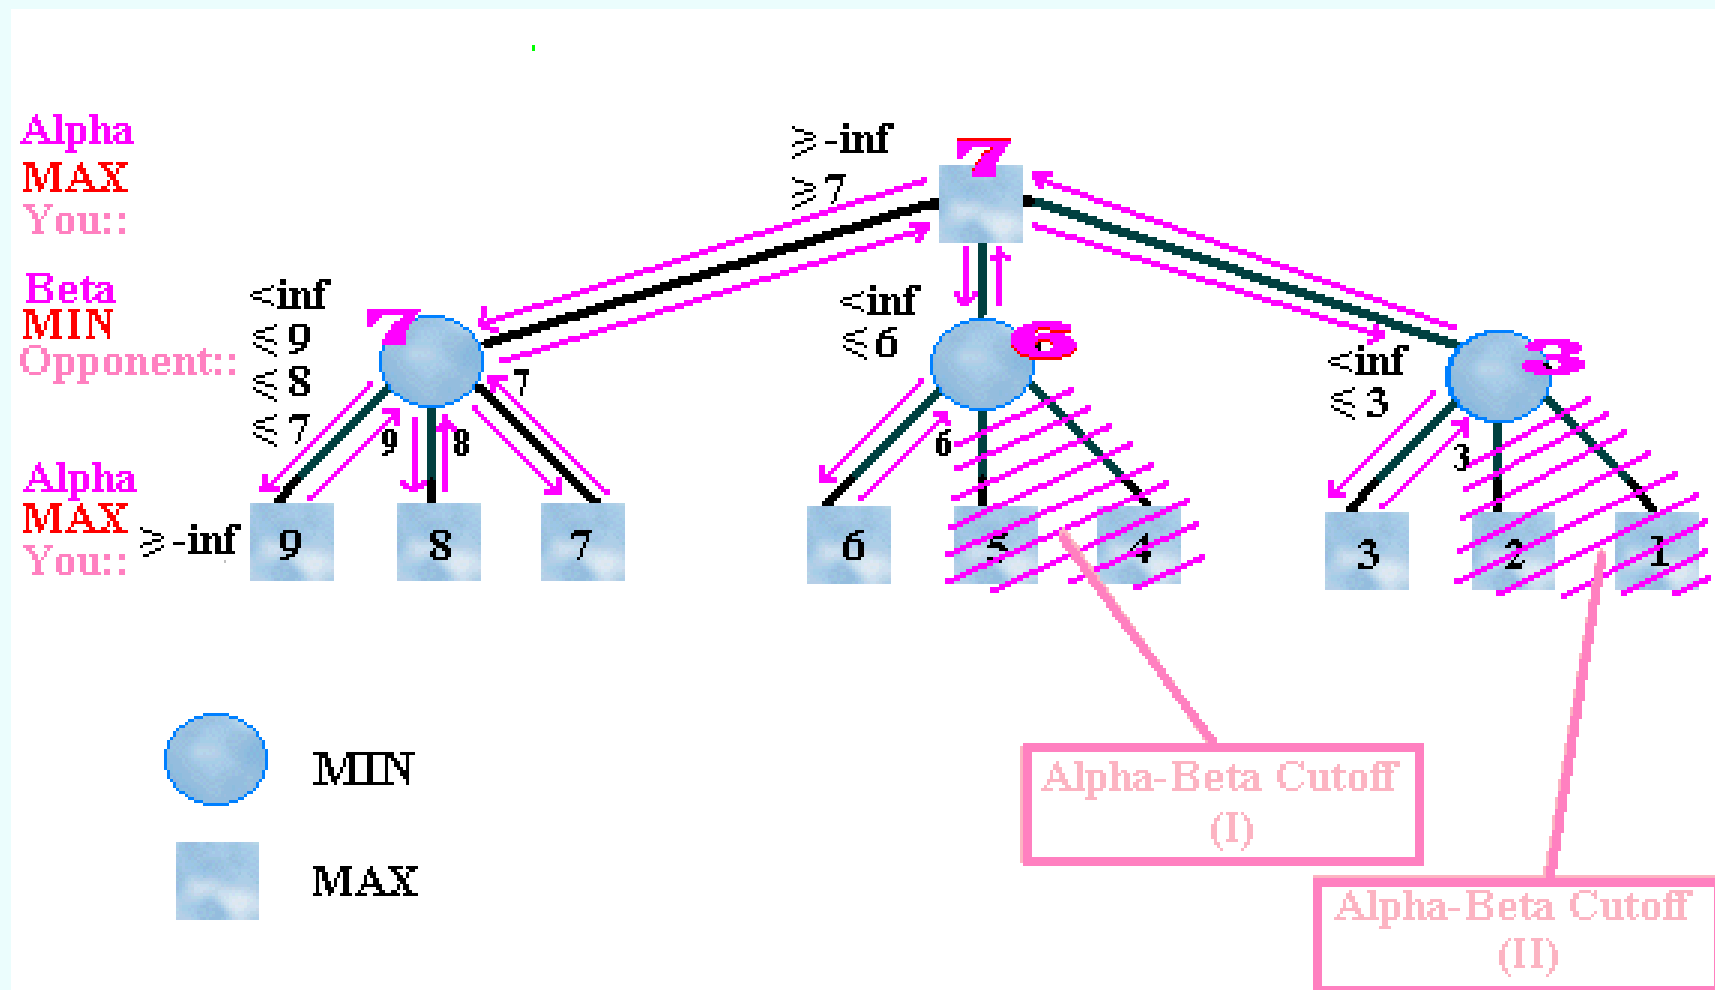 Alpha
MAX
You::
≥-inf
≥7
7
Beta
MIN
Opponent::
<inf
≤9
≤8
≤7
7
<inf
≤6
6
<inf
≤3
3
7
9
8
6
3
Alpha
MAX
You::
≥-inf
9
8
7
6
5
4
3
2
1
MIN
MAX
Alpha-Beta Cutoff
(I)
Alpha-Beta Cutoff
(II)